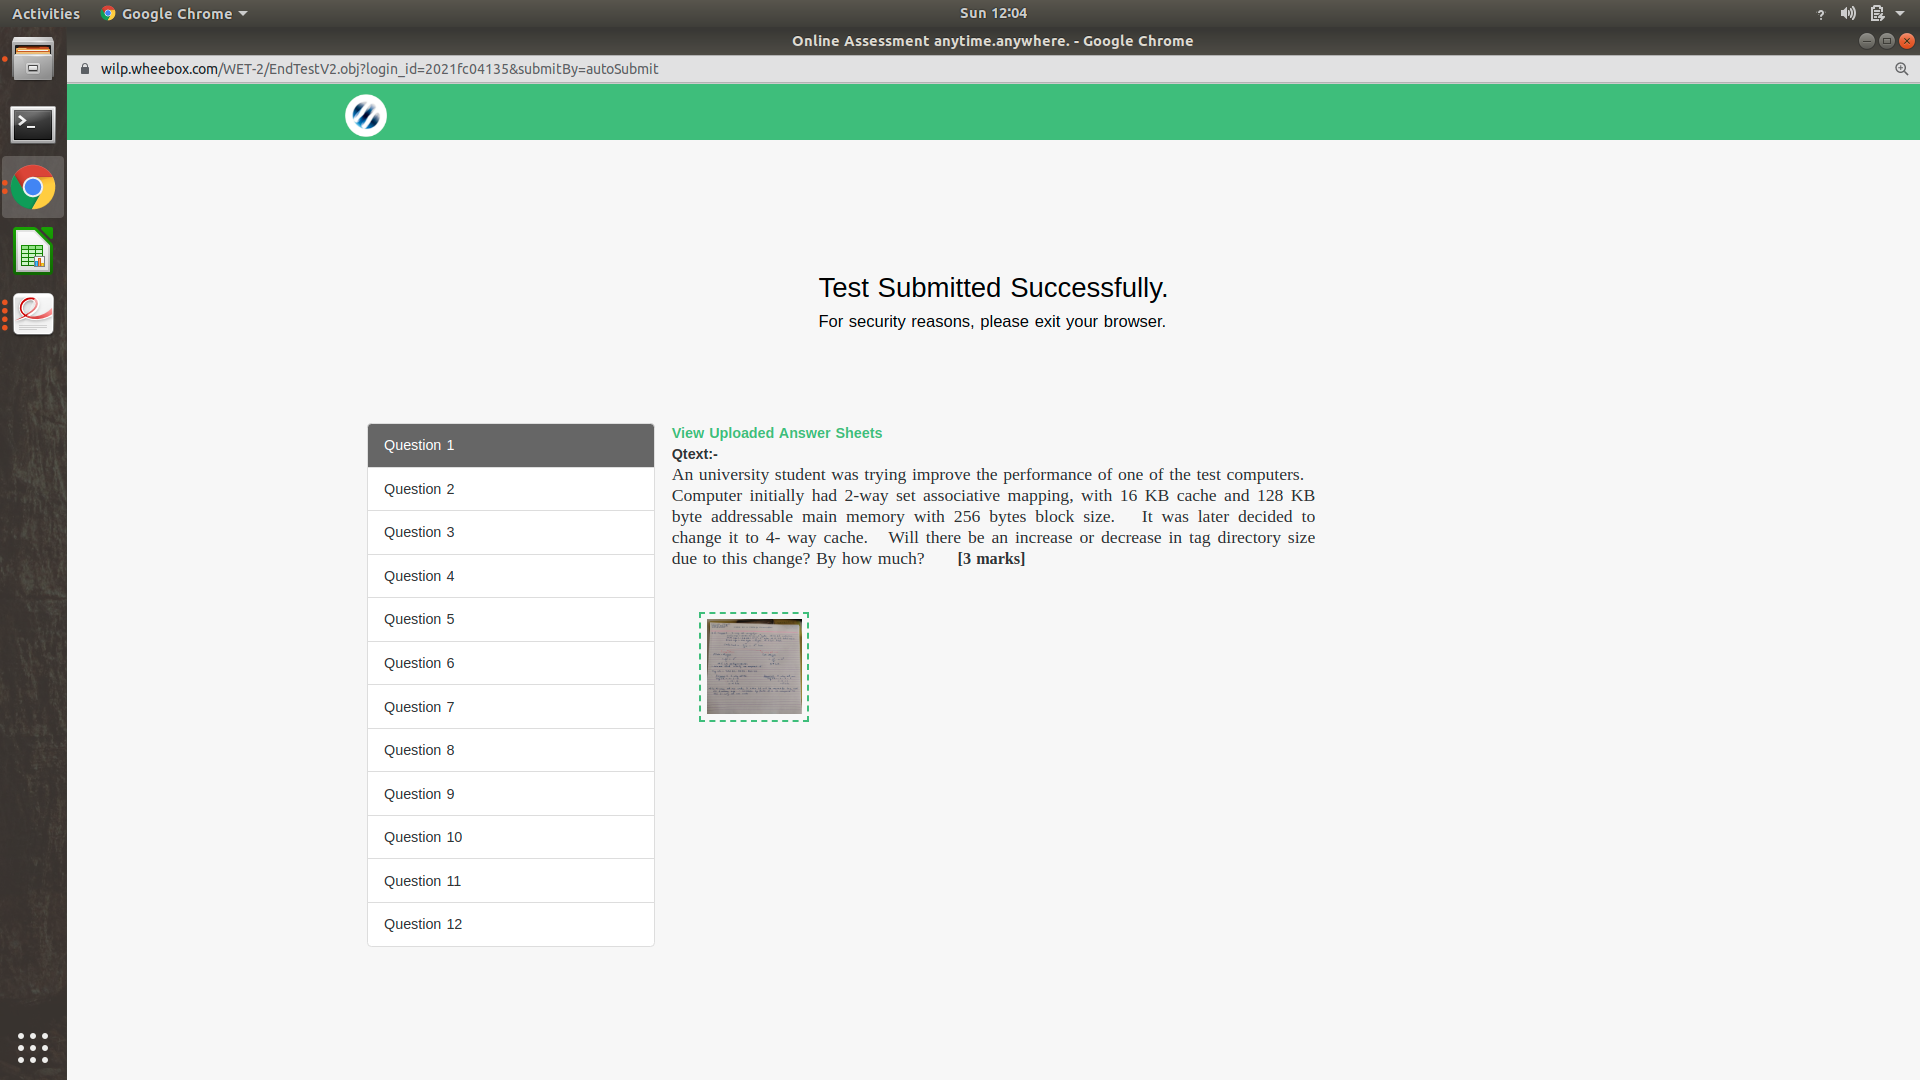 Activities
Google Chrome
Sun 12:04
?
Online Assessment anytime.anywhere. - Google Chrome
wilp.wheebox.com/WET-2/EndTestV2.obj?login_id=2021fc04135&submitBy=autoSubmit
Test Submitted Successfully.
For security reasons, please exit your browser.
Question 1
Question 2
Question 3
Question 4
Question 5
Question 6
Question 7
Question 8
Question 9
Question 10
Question 11
Question 12
View Uploaded Answer Sheets
Qtext:-
An university student was trying improve the performance of one of the test computers.
Computer initially had 2-way set associative mapping, with 16 KB cache and 128 KB
byte addressable main memory with 256 bytes block size. It was later decided to
change it to 4- way cache. Will there be an increase or decrease in tag directory size
due to this change? By how much? [3 marks]